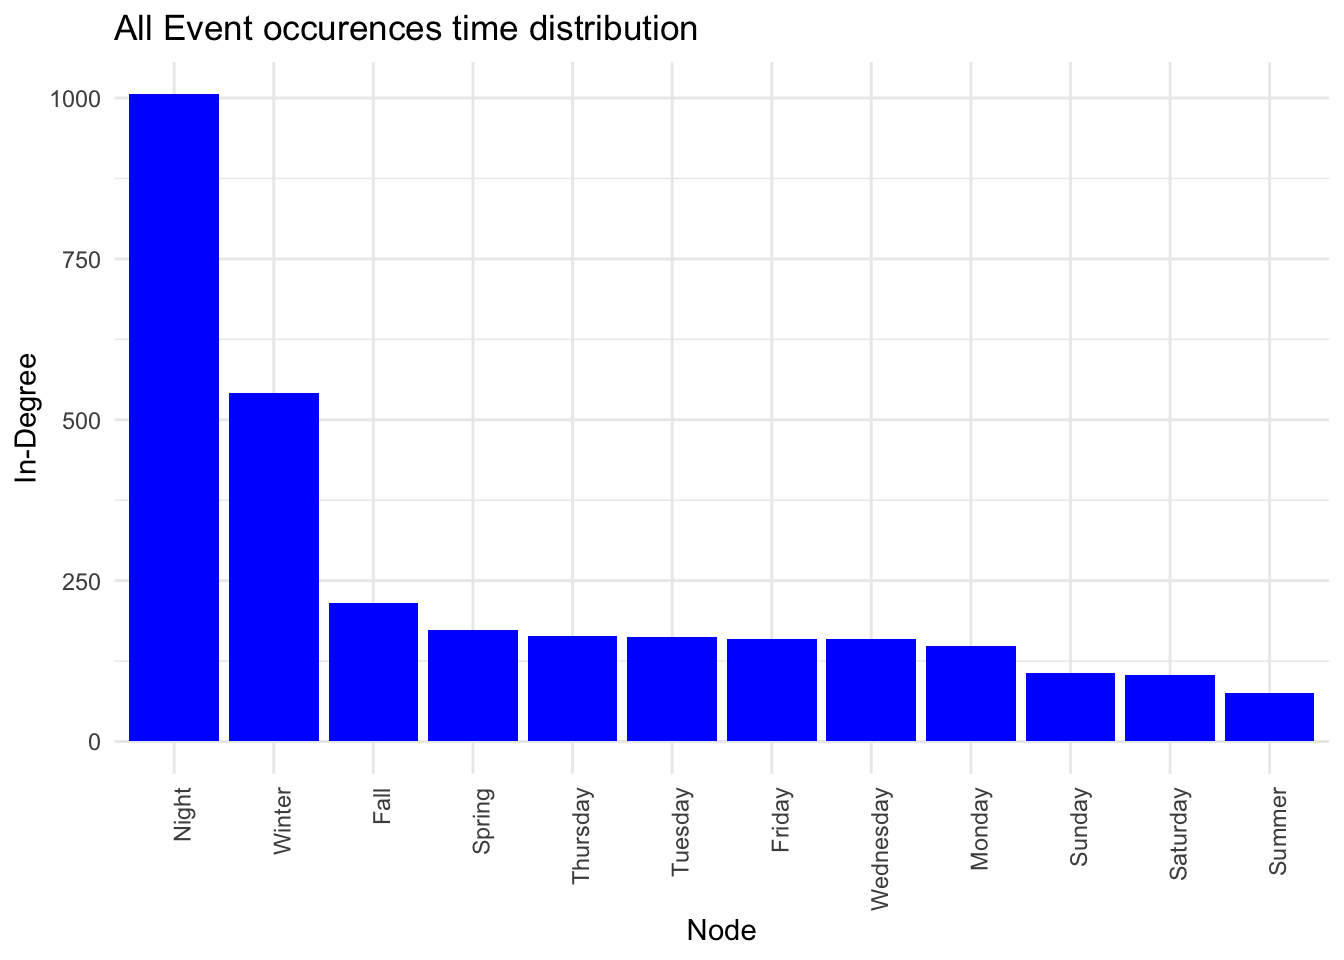 All Event occurences time distribution
In-Degree
1000
750
500
250
0
Night
Winter
Fall
Spring
Thursday
Tuesday
Friday
Wednesday
Monday
Sunday
Saturday
Summer
Node